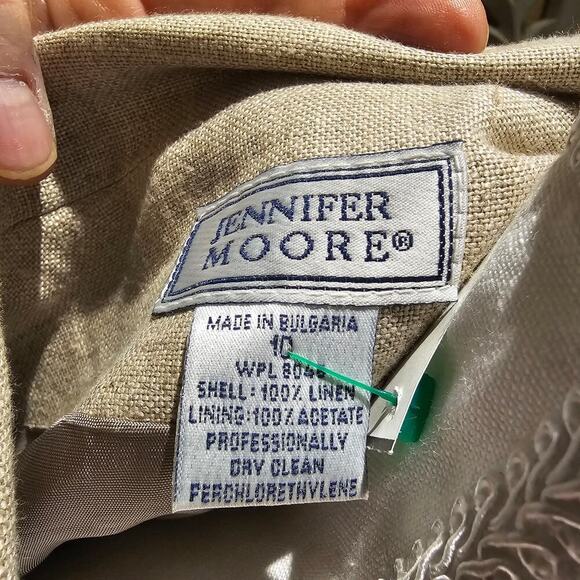 JENNIFER
MOORE®
MADE IN BULGARIA
10
WPL
SHELL: 100% LINEN
LINING: 100% ACETATE
PROFESSIONALLY
DRY CLEAN
PERCHLORETHYLENE